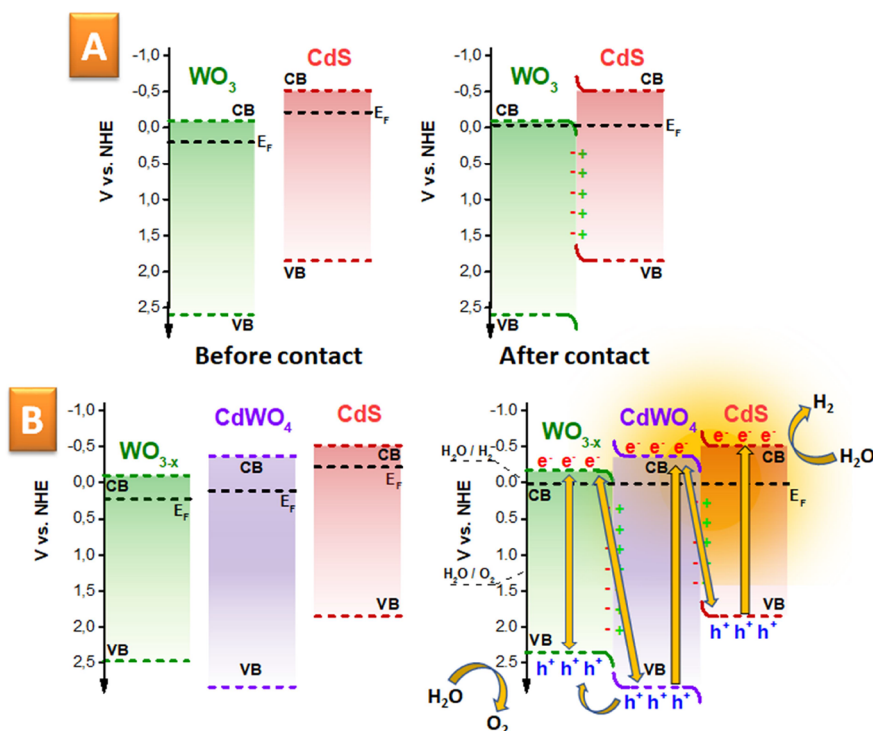 A
WO3
CdS
V vs. NHE
-1,0
-0,5
0,0
0,5
1,0
1,5
2,0
2,5
CB
CB
EF
EF
VB
VB
Before contact
WO3
CdS
V vs. NHE
-1,0
-0,5
0,0
0,5
1,0
1,5
2,0
2,5
CB
CB
EF
- +
- +
- +
- +
- +
VB
VB
After contact
B
WO3-x
CdWO4
CdS
V vs. NHE
-1,0
-0,5
0,0
0,5
1,0
1,5
2,0
2,5
CB
CB
CB
EF
EF
EF
VB
VB
VB
WO3-x
CdWO4
CdS
V vs. NHE
-1,0
-0,5
0,0
0,5
1,0
1,5
2,0
2,5
H2O / H2
H2O / O2
e- e- e-
e- e- e-
e- e- e-
CB
CB
CB
EF
- +
- +
- +
- +
- +
- +
- +
- +
- +
VB
VB
VB
h+ h+ h+
h+ h+ h+
h+ h+ h+
H2
H2O
H2O
O2